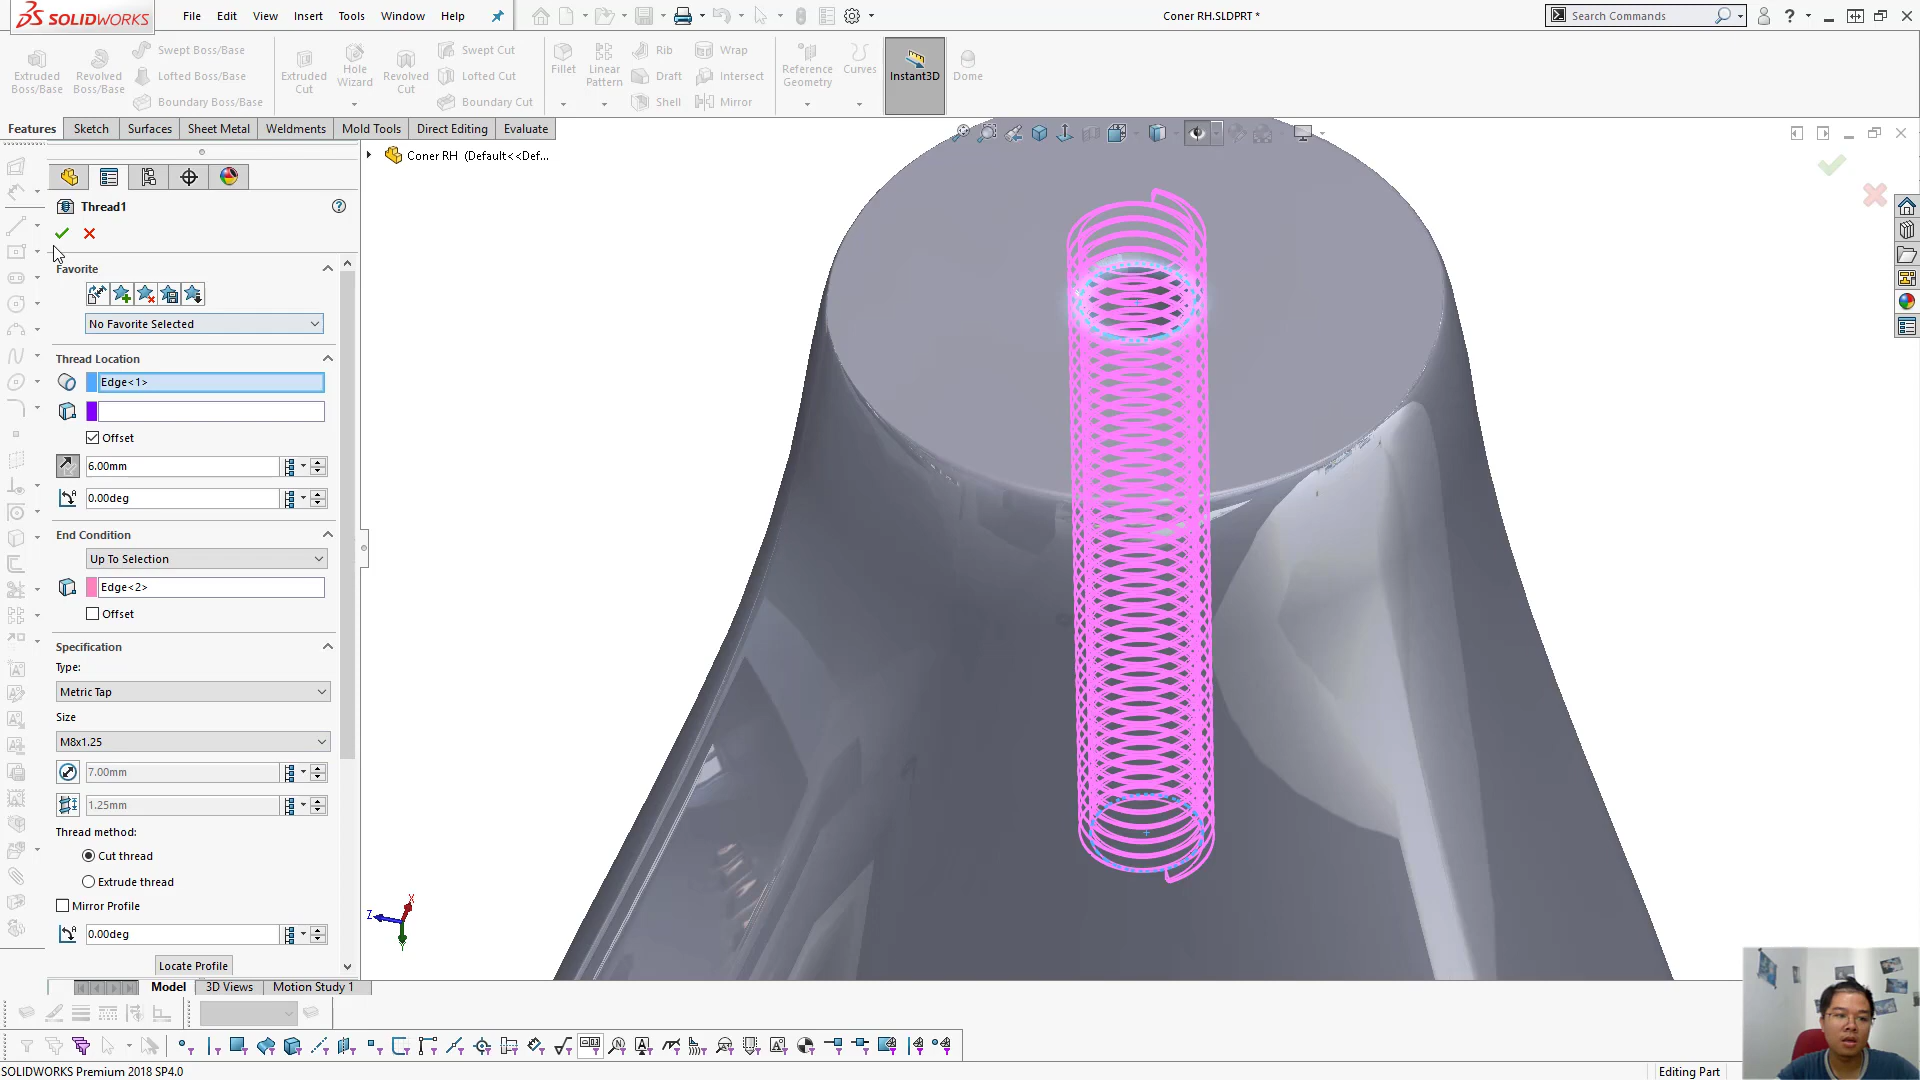 SOLIDWORKS
File Edit View Insert Tools Window Help
Coner RH.SLDPRT *
Search Commands
Extruded Boss/Base
Revolved Boss/Base
Swept Boss/Base
Lofted Boss/Base
Boundary Boss/Base
Extruded Cut
Hole Wizard
Revolved Cut
Swept Cut
Lofted Cut
Boundary Cut
Fillet
Linear Pattern
Rib
Draft
Shell
Wrap
Intersect
Mirror
Reference Geometry
Curves
Instant3D
Dome
Features Sketch Surfaces Sheet Metal Weldments Mold Tools Direct Editing Evaluate
Coner RH (Default<<Def...
Thread1
Favorite
No Favorite Selected
Thread Location
Edge<1>
Offset
6.00mm
0.00deg
End Condition
Up To Selection
Edge<2>
Offset
Specification
Type:
Metric Tap
Size
M8x1.25
7.00mm
1.25mm
Thread method:
Cut thread
Extrude thread
Mirror Profile
0.00deg
Locate Profile
X
Z
Model 3D Views Motion Study 1
SOLIDWORKS Premium 2018 SP4.0
Editing Part